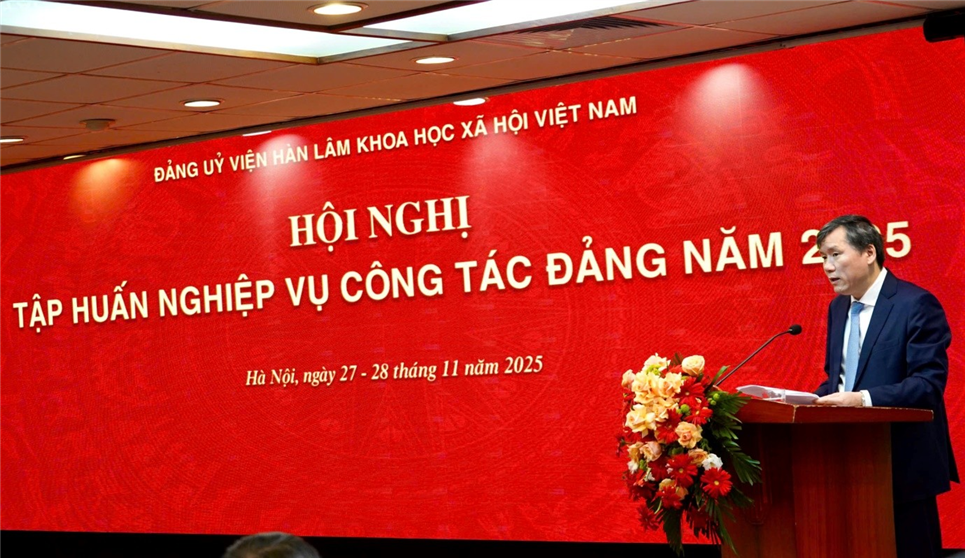 ĐẢNG UỶ VIỆN HÀN LÂM KHOA HỌC XÃ HỘI VIỆT NAM
HỘI NGHỊ
TẬP HUẤN NGHIỆP VỤ CÔNG TÁC ĐẢNG NĂM 2025
Hà Nội, ngày 27 - 28 tháng 11 năm 2025